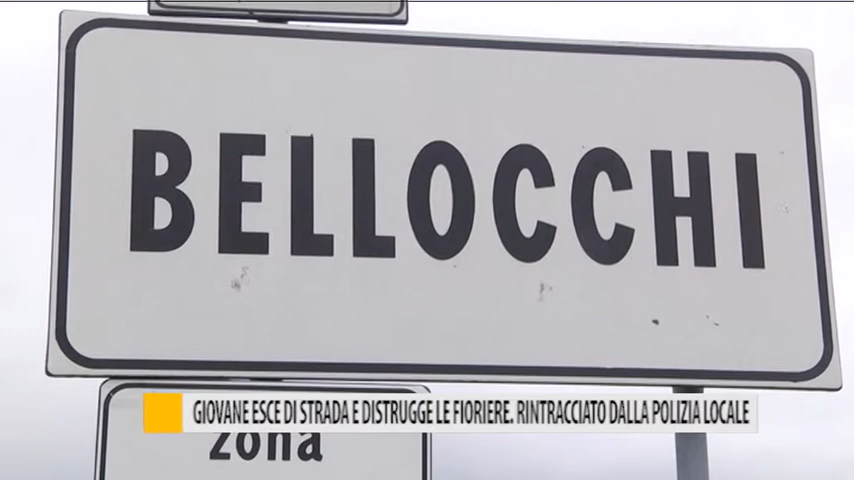 BELLOCCHI
GIOVANE ESCE DI STRADA E DISTRUGGE LE FIORIERE. RINTRACCIATO DALLA POLIZIA LOCALE
zona